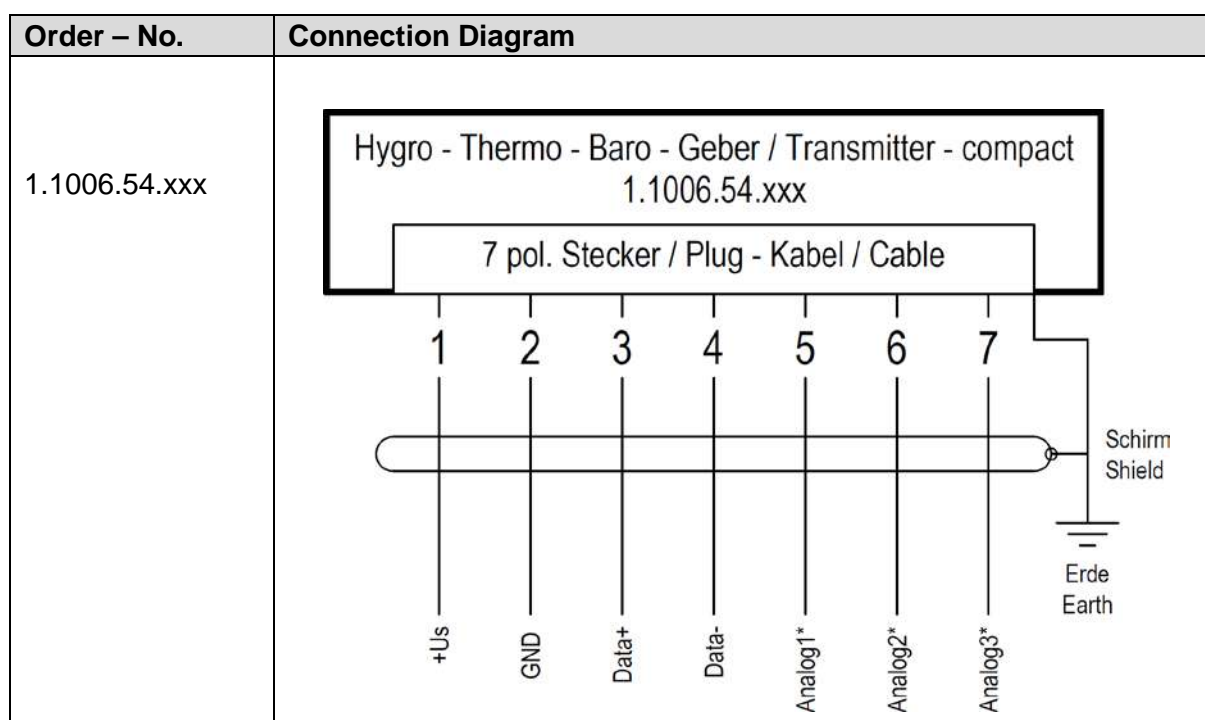 Order – No.
Connection Diagram
1.1006.54.xxx
Hygro - Thermo - Baro - Geber / Transmitter - compact
1.1006.54.xxx
7 pol. Stecker / Plug - Kabel / Cable
1 2 3 4 5 6 7
Schirm
Shield
Erde
Earth
+Us
GND
Data+
Data-
Analog1*
Analog2*
Analog3*